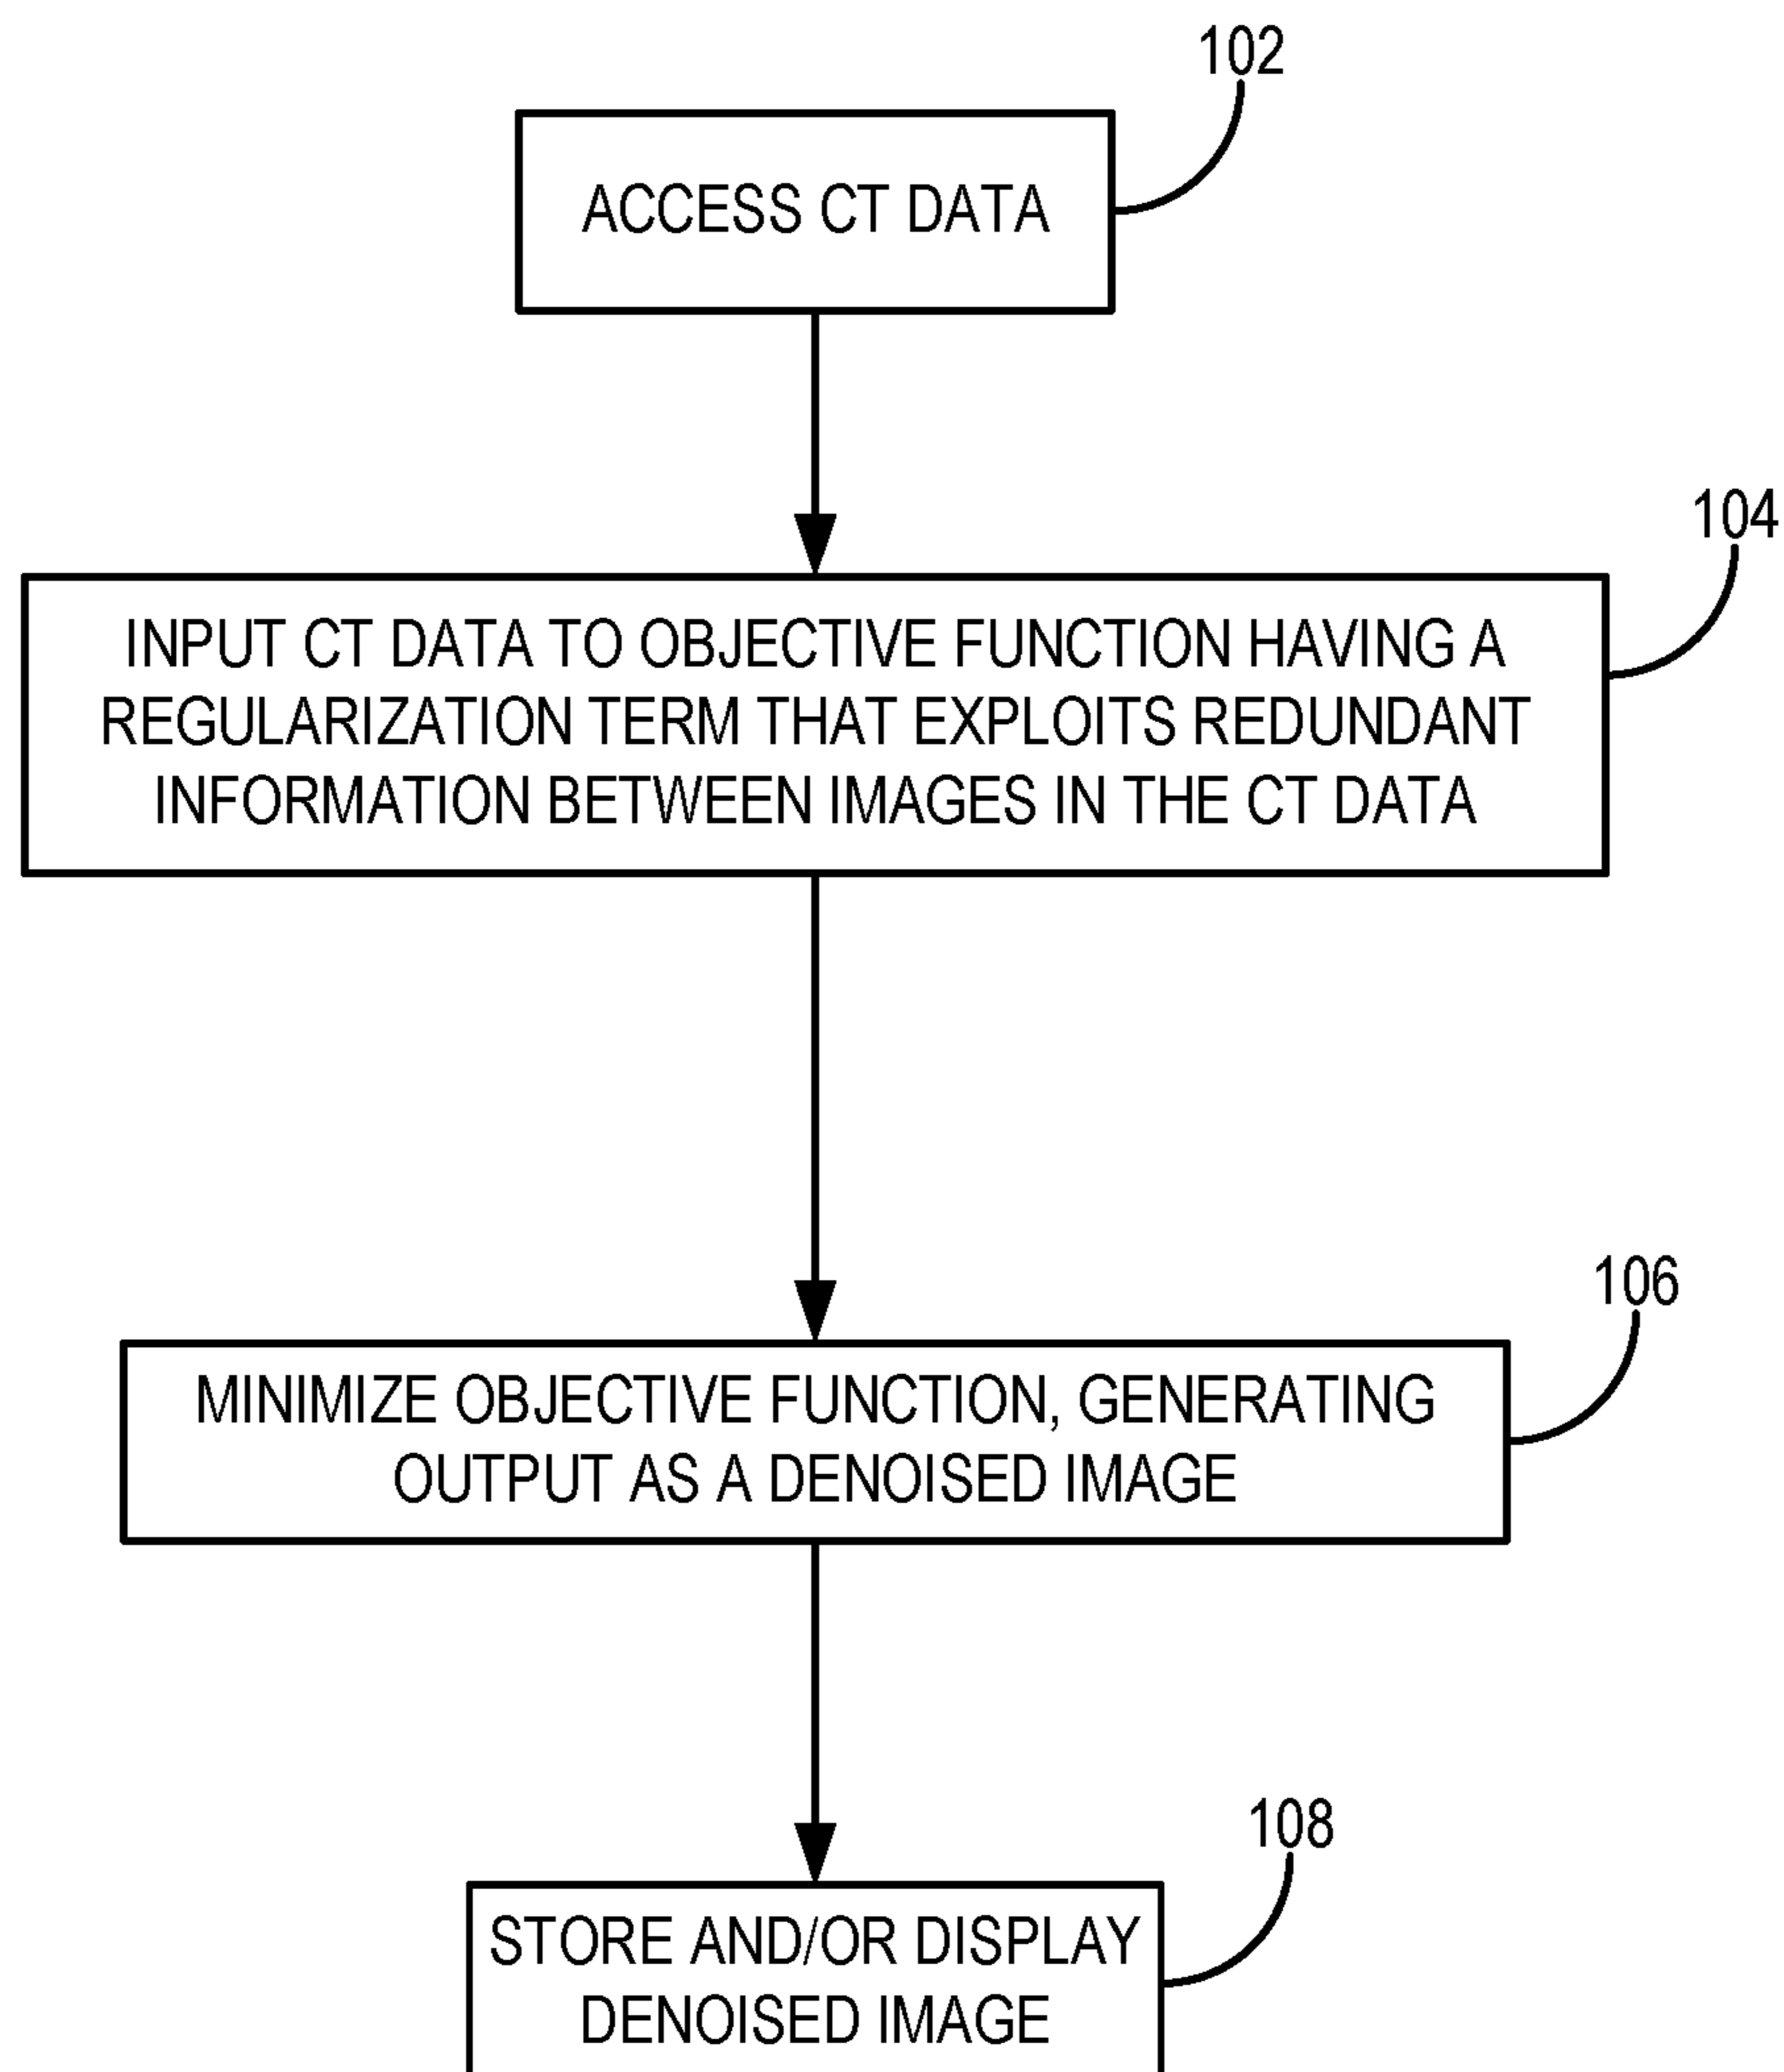 102
ACCESS CT DATA
104
INPUT CT DATA TO OBJECTIVE FUNCTION HAVING A
REGULARIZATION TERM THAT EXPLOITS REDUNDANT
INFORMATION BETWEEN IMAGES IN THE CT DATA
106
MINIMIZE OBJECTIVE FUNCTION, GENERATING
OUTPUT AS A DENOISED IMAGE
108
STORE AND/OR DISPLAY
DENOISED IMAGE